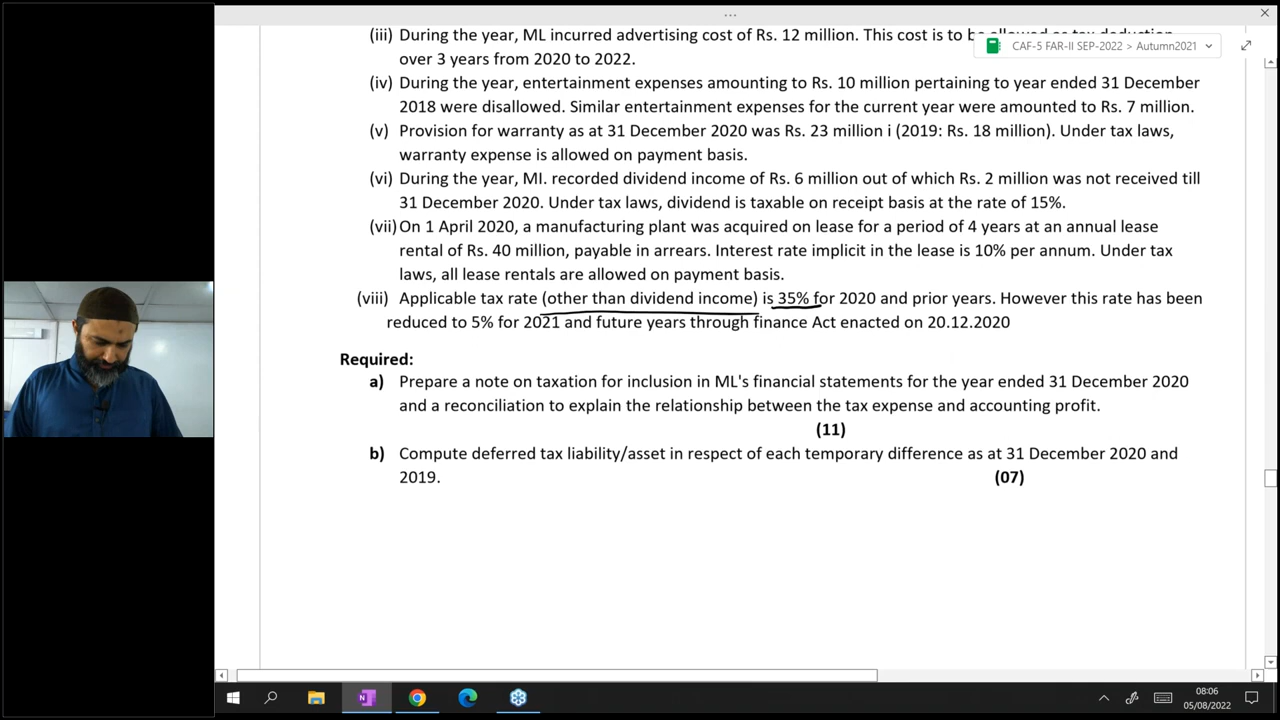 (iii) During the year, ML incurred advertising cost of Rs. 12 million. This cost is to be
CAF-5 FAR-II SEP-2022 > Autumn2021
over 3 years from 2020 to 2022.
(iv) During the year, entertainment expenses amounting to Rs. 10 million pertaining to year ended 31 December
2018 were disallowed. Similar entertainment expenses for the current year were amounted to Rs. 7 million.
(v) Provision for warranty as at 31 December 2020 was Rs. 23 million i (2019: Rs. 18 million). Under tax laws,
warranty expense is allowed on payment basis.
(vi) During the year, MI. recorded dividend income of Rs. 6 million out of which Rs. 2 million was not received till
31 December 2020. Under tax laws, dividend is taxable on receipt basis at the rate of 15%.
(vii) On 1 April 2020, a manufacturing plant was acquired on lease for a period of 4 years at an annual lease
rental of Rs. 40 million, payable in arrears. Interest rate implicit in the lease is 10% per annum. Under tax
laws, all lease rentals are allowed on payment basis.
(viii) Applicable tax rate (other than dividend income) is 35% for 2020 and prior years. However this rate has been
reduced to 5% for 2021 and future years through finance Act enacted on 20.12.2020
Required:
a) Prepare a note on taxation for inclusion in ML's financial statements for the year ended 31 December 2020
and a reconciliation to explain the relationship between the tax expense and accounting profit.
(11)
b) Compute deferred tax liability/asset in respect of each temporary difference as at 31 December 2020 and
2019. (07)
08:06
05/08/2022